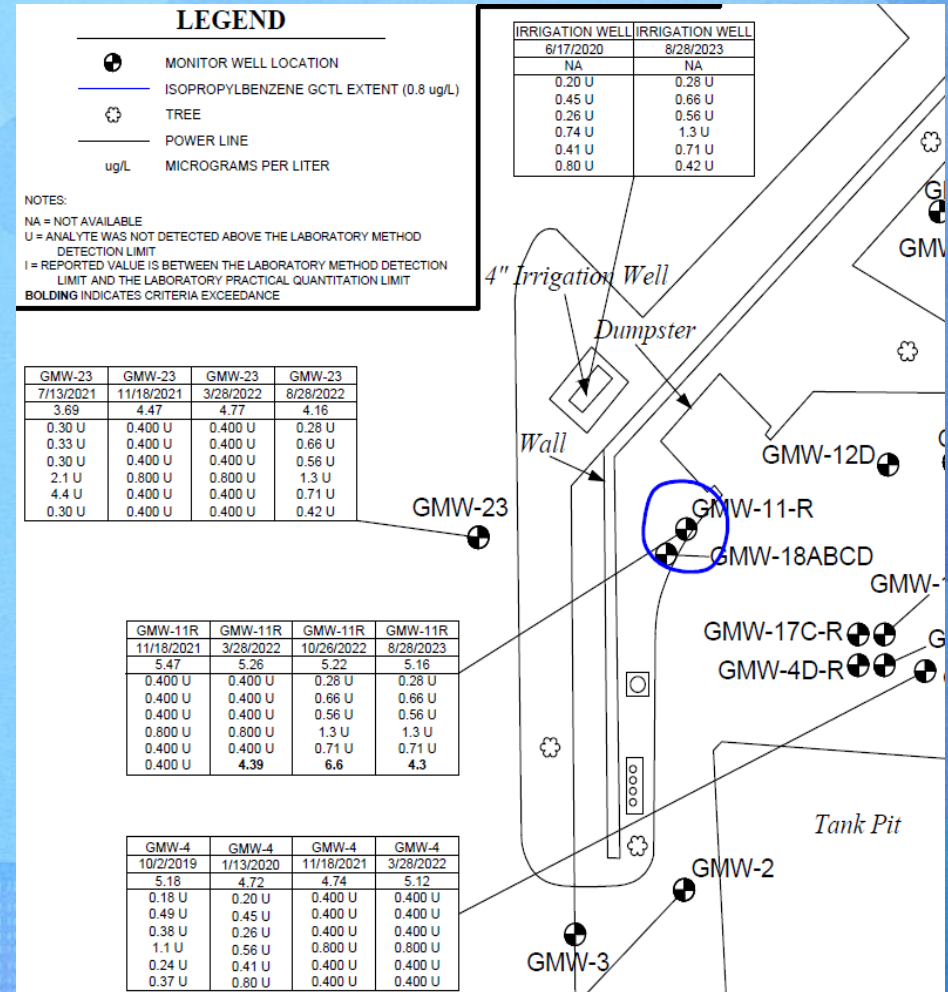 LEGEND
MONITOR WELL LOCATION
ISOPROPYLBENZENE GCTL EXTENT (0.8 ug/L)
TREE
POWER LINE
ug/L MICROGRAMS PER LITER
NOTES:
NA = NOT AVAILABLE
U = ANALYTE WAS NOT DETECTED ABOVE THE LABORATORY METHOD
DETECTION LIMIT
I = REPORTED VALUE IS BETWEEN THE LABORATORY METHOD DETECTION
LIMIT AND THE LABORATORY PRACTICAL QUANTITATION LIMIT
BOLDING INDICATES CRITERIA EXCEEDANCE
IRRIGATION WELL IRRIGATION WELL
6/17/2020 8/28/2023
NA NA
0.20 U 0.28 U
0.45 U 0.66 U
0.26 U 0.56 U
0.74 U 1.3 U
0.41 U 0.71 U
0.80 U 0.42 U
4" Irrigation Well
Dumpster
Wall
GMW-23 GMW-23 GMW-23 GMW-23
7/13/2021 11/18/2021 3/28/2022 8/28/2022
3.69 4.47 4.77 4.16
0.30 U 0.400 U 0.400 U 0.28 U
0.33 U 0.400 U 0.400 U 0.66 U
0.30 U 0.400 U 0.400 U 0.56 U
2.1 U 0.800 U 0.800 U 1.3 U
4.4 U 0.400 U 0.400 U 0.71 U
0.30 U 0.400 U 0.400 U 0.42 U
GMW-23
GMW-12D
GMW-11-R
GMW-18ABCD
GMW-17C-R
GMW-4D-R
GMW-11R GMW-11R GMW-11R GMW-11R
11/18/2021 3/28/2022 10/26/2022 8/28/2023
5.47 5.26 5.22 5.16
0.400 U 0.400 U 0.28 U 0.28 U
0.400 U 0.400 U 0.66 U 0.66 U
0.400 U 0.400 U 0.56 U 0.56 U
0.800 U 0.800 U 1.3 U 1.3 U
0.400 U 0.400 U 0.71 U 0.71 U
0.400 U 4.39 6.6 4.3
GMW-4 GMW-4 GMW-4 GMW-4
10/2/2019 1/13/2020 11/18/2021 3/28/2022
5.18 4.72 4.74 5.12
0.18 U 0.20 U 0.400 U 0.400 U
0.49 U 0.45 U 0.400 U 0.400 U
0.38 U 0.26 U 0.400 U 0.400 U
1.1 U 0.56 U 0.800 U 0.800 U
0.24 U 0.41 U 0.400 U 0.400 U
0.37 U 0.80 U 0.400 U 0.400 U
Tank Pit
GMW-2
GMW-3